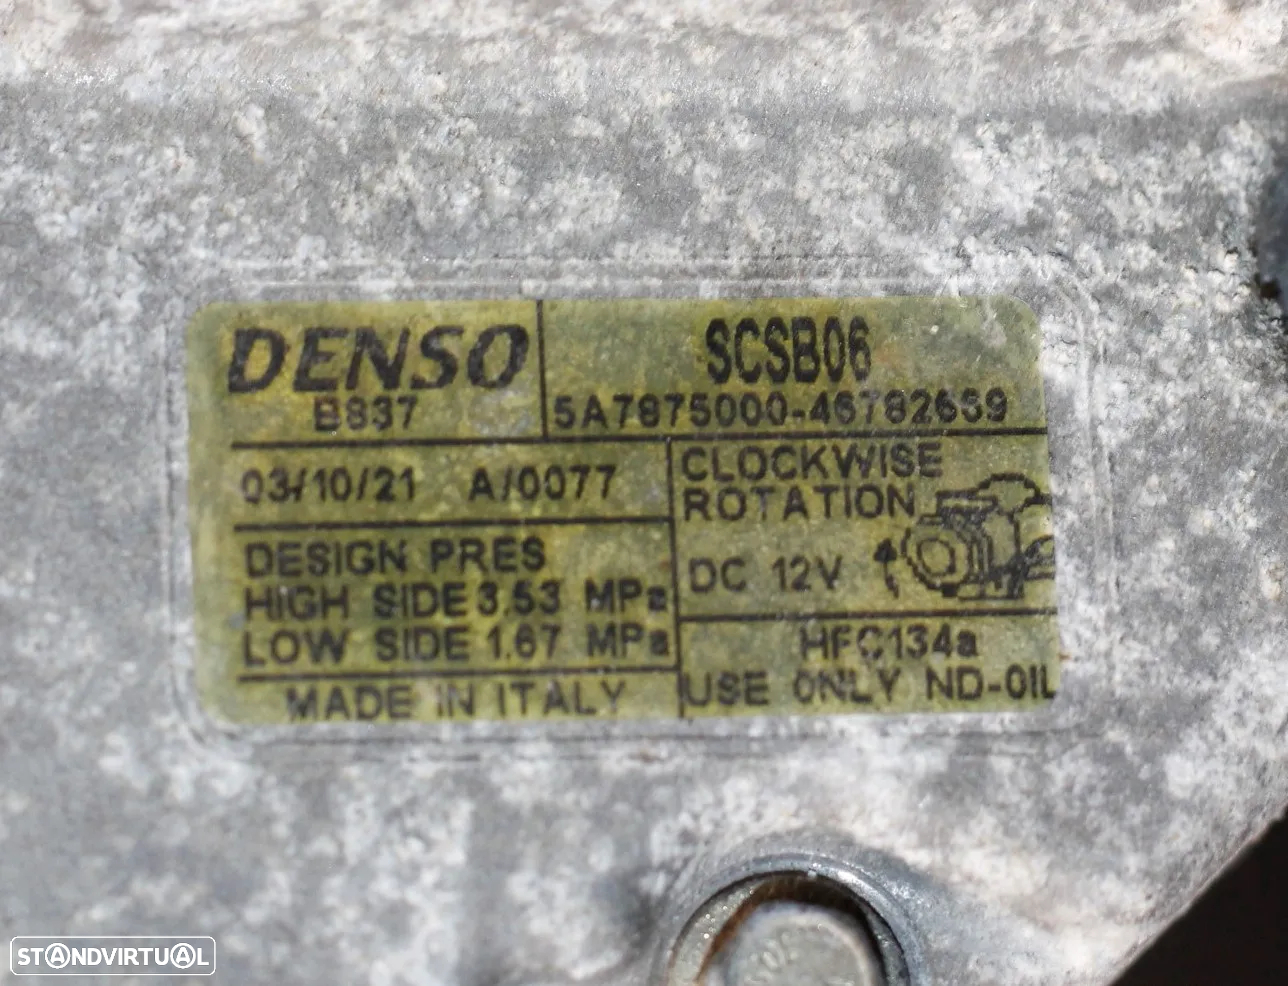 DENSO
B837
SCSB06
5A7875000-46782669
03/10/21 A/0077
CLOCKWISE
ROTATION
DC 12V
DESIGN PRES
HIGH SIDE 3.53 MPa
LOW SIDE 1.67 MPa
MADE IN ITALY
HFC134a
USE ONLY ND-OIL
STANDVIRTUAL